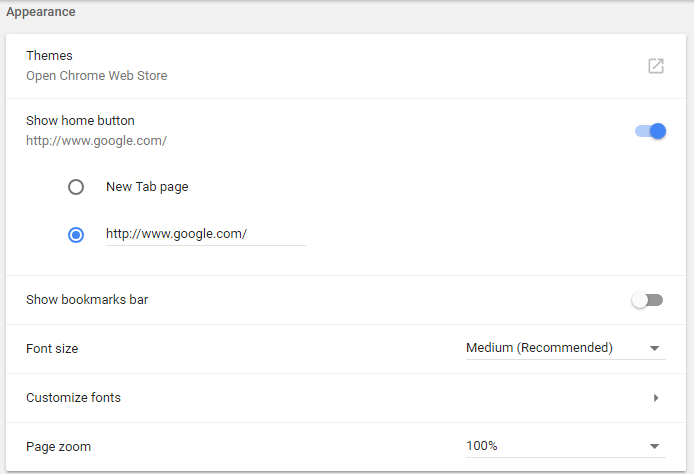 Appearance
Themes
Open Chrome Web Store
Show home button
http://www.google.com/
New Tab page
http://www.google.com/
Show bookmarks bar
Font size
Medium (Recommended)
Customize fonts
Page zoom
100%